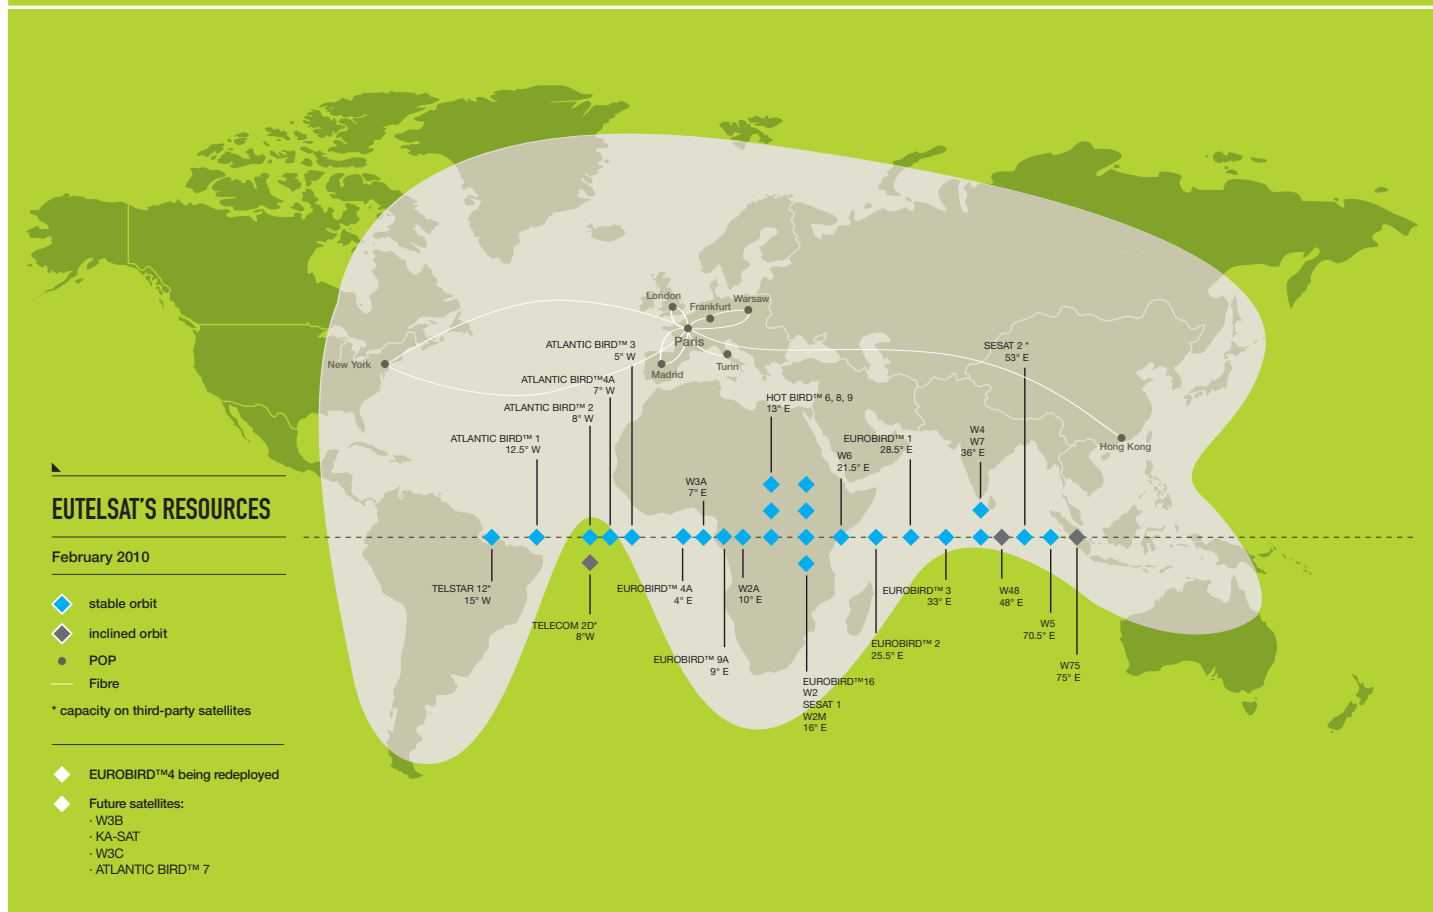 London
Frankfurt
Warsaw
Paris
New York
Madrid
Turin
Hong Kong
ATLANTIC BIRD™ 3
5° W
ATLANTIC BIRD™4A
7° W
ATLANTIC BIRD™ 2
8° W
ATLANTIC BIRD™ 1
12.5° W
SESAT 2 *
53° E
HOT BIRD™ 6, 8, 9
13° E
EUROBIRD™ 1
28.5° E
W4
W7
36° E
W6
21.5° E
W3A
7° E
EUTELSAT'S RESOURCES
February 2010
stable orbit
inclined orbit
POP
Fibre
* capacity on third-party satellites
TELSTAR 12*
15° W
TELECOM 2D*
8°W
EUROBIRD™ 4A
4° E
EUROBIRD™ 9A
9° E
W2A
10° E
EUROBIRD™16
W2
SESAT 1
W2M
16° E
EUROBIRD™ 2
25.5° E
EUROBIRD™ 3
33° E
W48
48° E
W5
70.5° E
W75
75° E
EUROBIRD™4 being redeployed
Future satellites:
· W3B
· KA-SAT
· W3C
· ATLANTIC BIRD™ 7